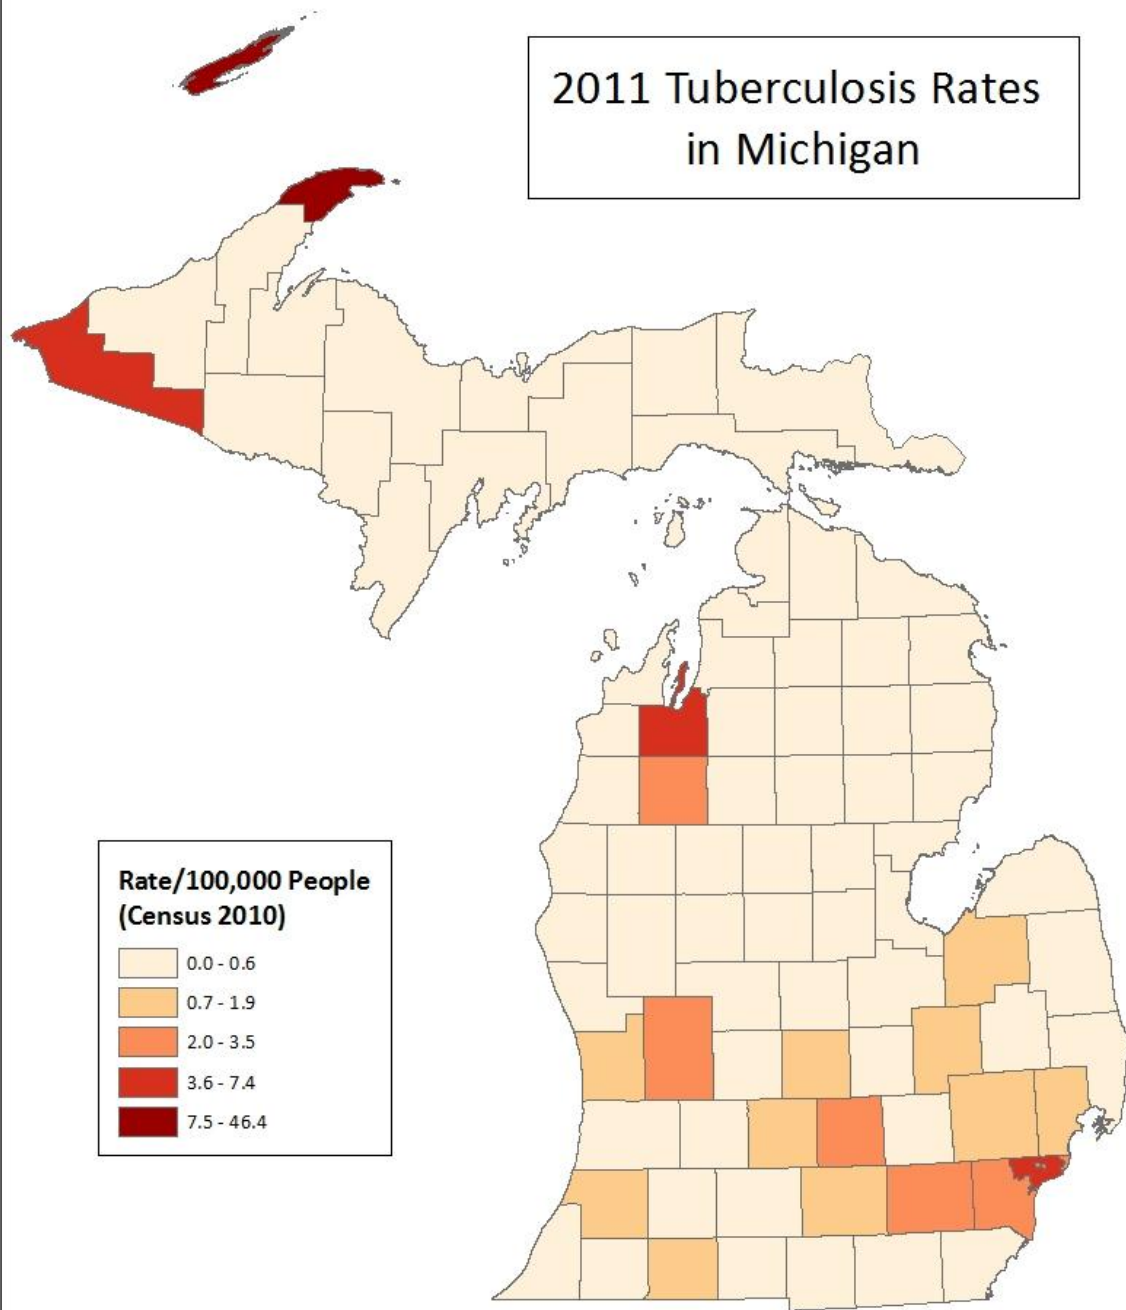 2011 Tuberculosis Rates
in Michigan
Rate/100,000 People
(Census 2010)
0.0 - 0.6
0.7 - 1.9
2.0 - 3.5
3.6 - 7.4
7.5 - 46.4